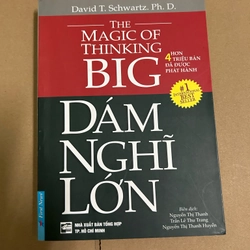 David T. Schwartz. Ph. D.
THE
MAGIC OF
THINKING
BIG
HƠN
4 TRIỆU BẢN
ĐÃ ĐƯỢC
PHÁT HÀNH
#1
BEST
SELLER
DÁM
NGHĨ
LỚN
Biên dịch:
Nguyễn Thị Thanh
Trần Lê Thu Trang
Nguyễn Thị Thanh Huyền
First News
NHÀ XUẤT BẢN TỔNG HỢP
TP. HỒ CHÍ MINH